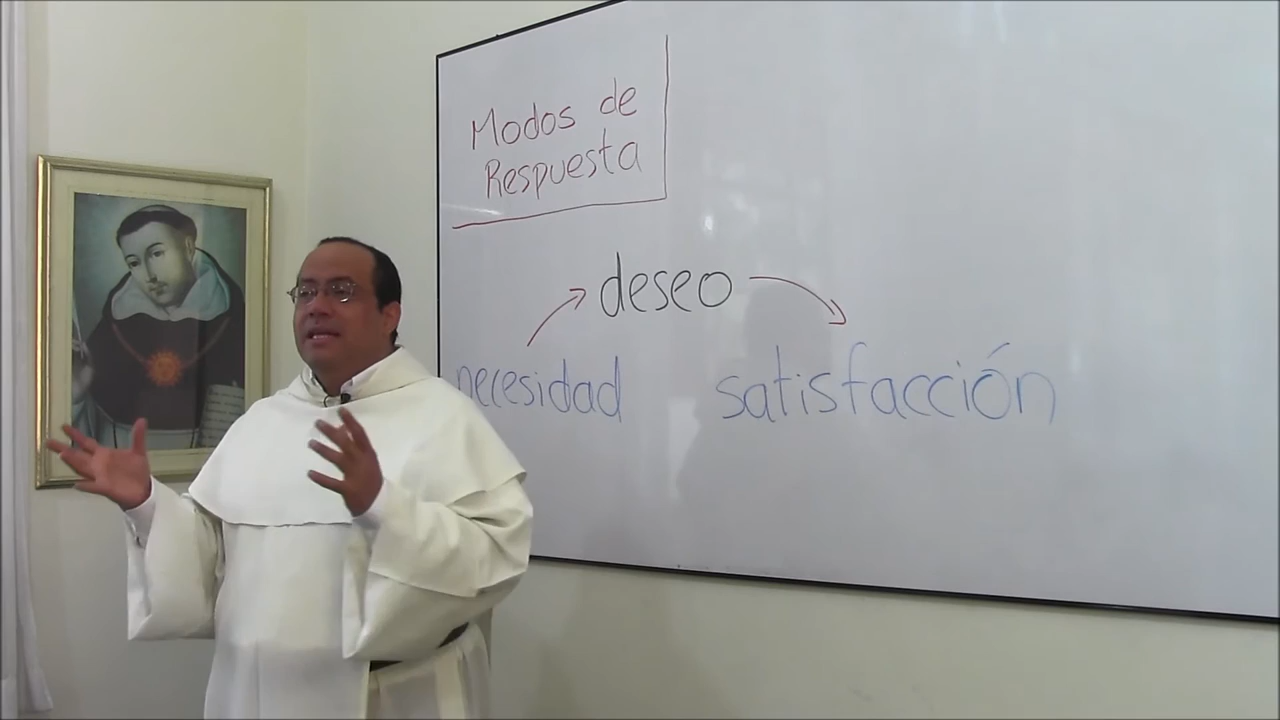 Modos de
Respuesta
deseo
necesidad satisfacción